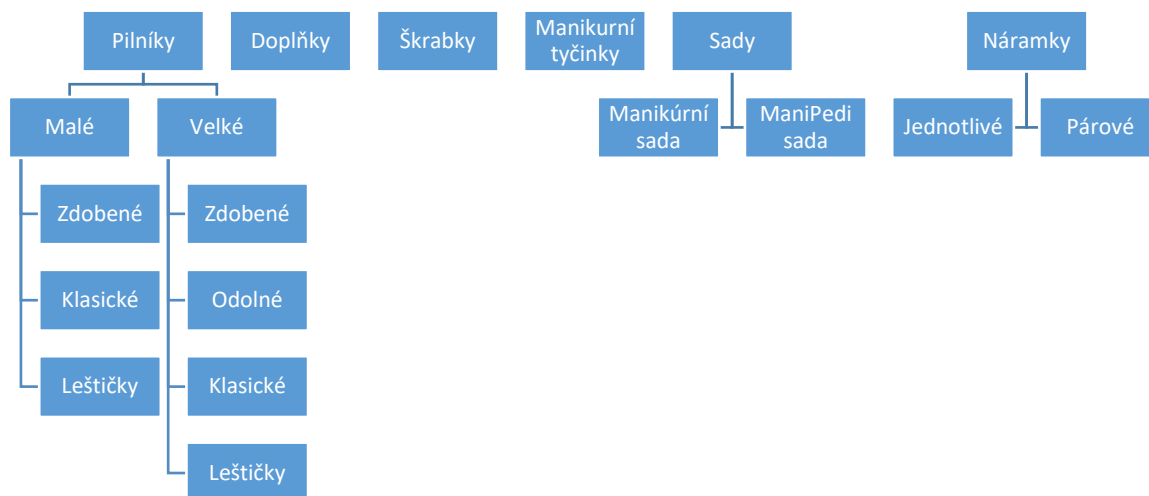 Pilníky
Doplňky
Škrabky
Manikurní
tyčinky
Sady
Náramky
Malé
Velké
Manikúrní
sada
ManiPedi
sada
Jednotlivé
Párové
Zdobené
Zdobené
Klasické
Odolné
Leštičky
Klasické
Leštičky